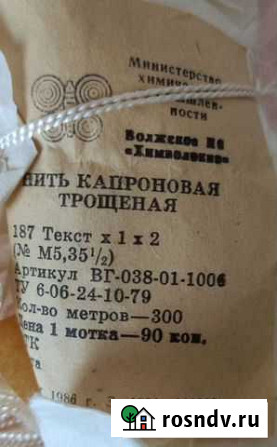 Министерство
химической
промышлен-
ности
Волжское ПО
«Химволокно»
НИТЬ КАПРОНОВАЯ
ТРОЩЕНАЯ
187 Текст х 1 х 2
(№ М5,35¹/₂)
Артикул ВГ-038-01-1006
ТУ 6-06-24-10-79
Кол-во метров—300
Цена 1 мотка—90 коп.
1986 г.
rosndv.ru